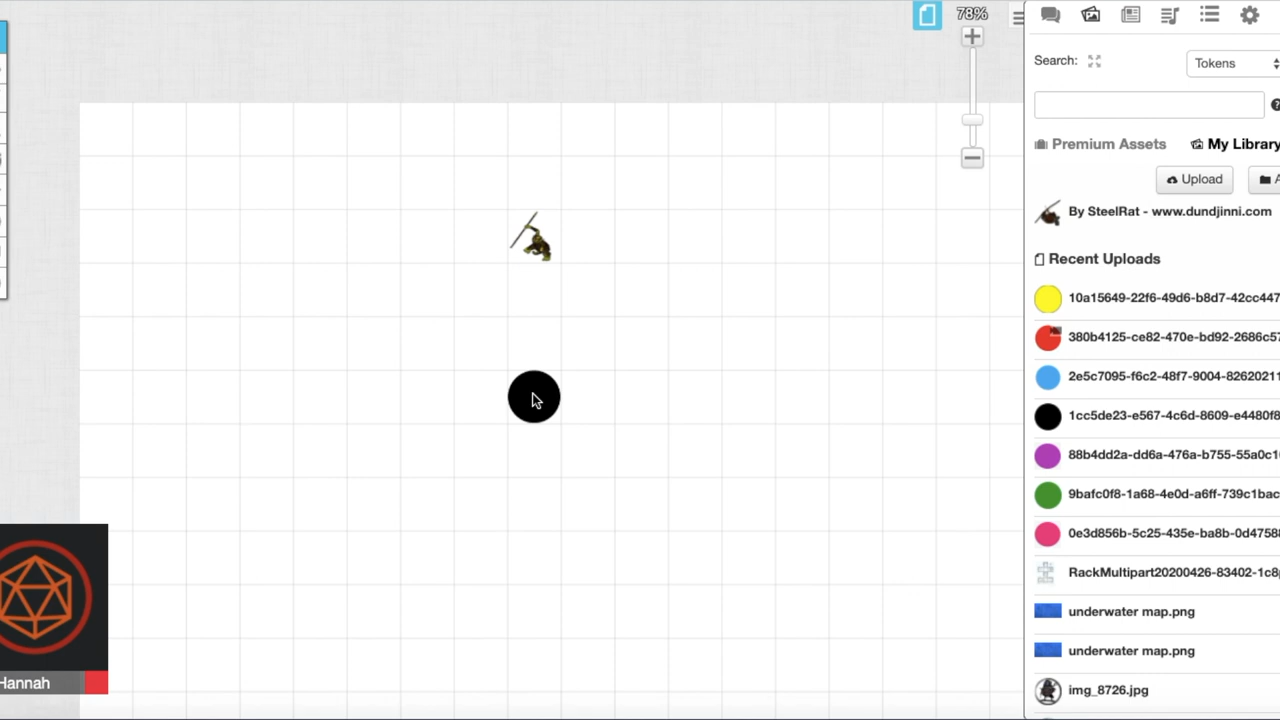 78%
Search:
Tokens
Premium Assets
My Library
Upload
By SteelRat - www.dundjinni.com
Recent Uploads
10a15649-22f6-49d6-b8d7-42cc447
380b4125-ce82-470e-bd92-2686c57
2e5c7095-f6c2-48f7-9004-82620211
1cc5de23-e567-4c6d-8609-e4480f8
88b4dd2a-dd6a-476a-b755-55a0c1
9bafc0f8-1a68-4e0d-a6ff-739c1bac
0e3d856b-5c25-435e-ba8b-0d4758
RackMultipart20200426-83402-1c8
underwater map.png
underwater map.png
img_8726.jpg
Hannah